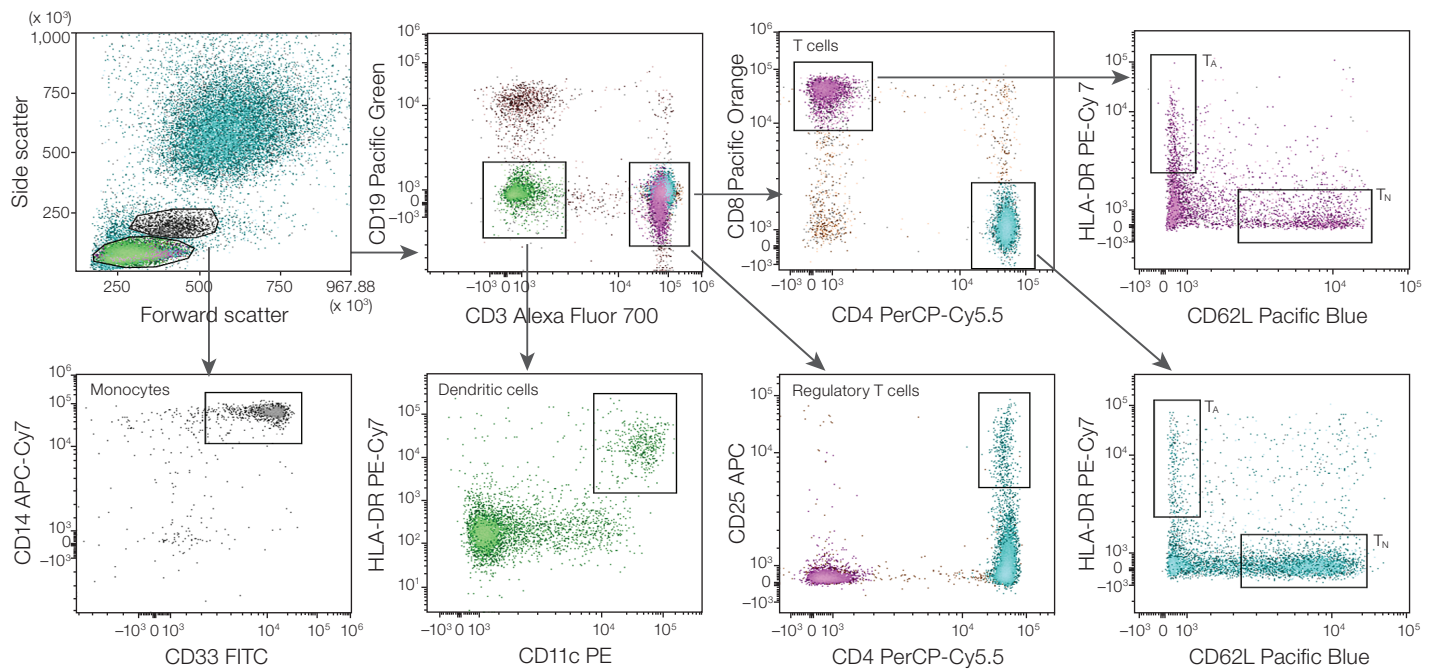 (x 10³)
1,000
750
500
250
Side scatter
250
500
750
967.88
(x 10³)
Forward scatter
10⁶
10⁵
10⁴
10³
0
−10³
CD19 Pacific Green
−10³ 0 10³
10⁴
10⁵
10⁶
CD3 Alexa Fluor 700
T cells
10⁶
10⁵
10⁴
10³
0
−10³
CD8 Pacific Orange
−10³ 0 10³
10⁴
10⁵
CD4 PerCP-Cy5.5
T_A
T_N
10⁵
10⁴
10³
0
−10³
HLA-DR PE-Cy 7
−10³ 0 10³
10⁴
10⁵
CD62L Pacific Blue
Monocytes
10⁶
10⁵
10⁴
10³
0
−10³
CD14 APC-Cy7
−10³ 0 10³
10⁴
10⁵
10⁶
CD33 FITC
Dendritic cells
10⁵
10⁴
10³
10²
10¹
HLA-DR PE-Cy7
−10³ 0 10³
10⁴
10⁵
CD11c PE
Regulatory T cells
10⁵
10⁴
10³
0
−10³
CD25 APC
−10³ 0 10³
10⁴
10⁵
CD4 PerCP-Cy5.5
T_A
T_N
10⁵
10⁴
10³
0
−10³
HLA-DR PE-Cy7
−10³ 0 10³
10⁴
10⁵
CD62L Pacific Blue